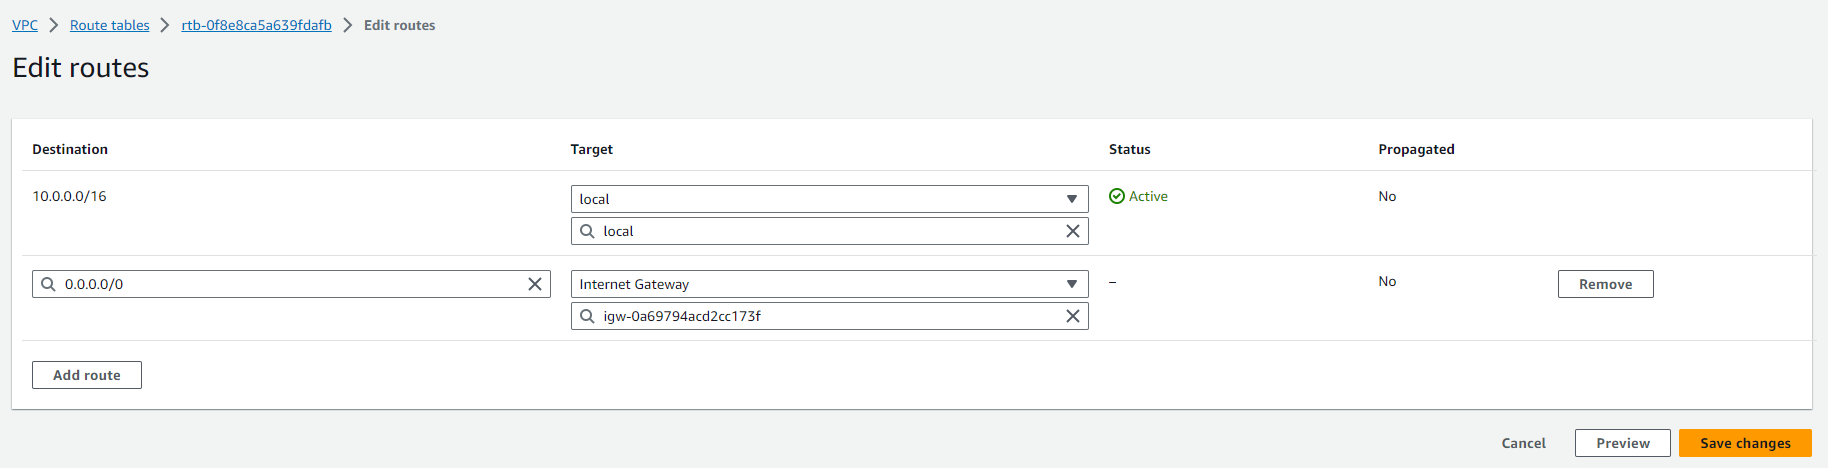 VPC > Route tables > rtb-0f8e8ca5a639fdafb > Edit routes
Edit routes
Destination Target Status Propagated
10.0.0.0/16 local Active No
local
0.0.0.0/0 Internet Gateway – No Remove
igw-0a69794acd2cc173f
Add route
Cancel Preview Save changes